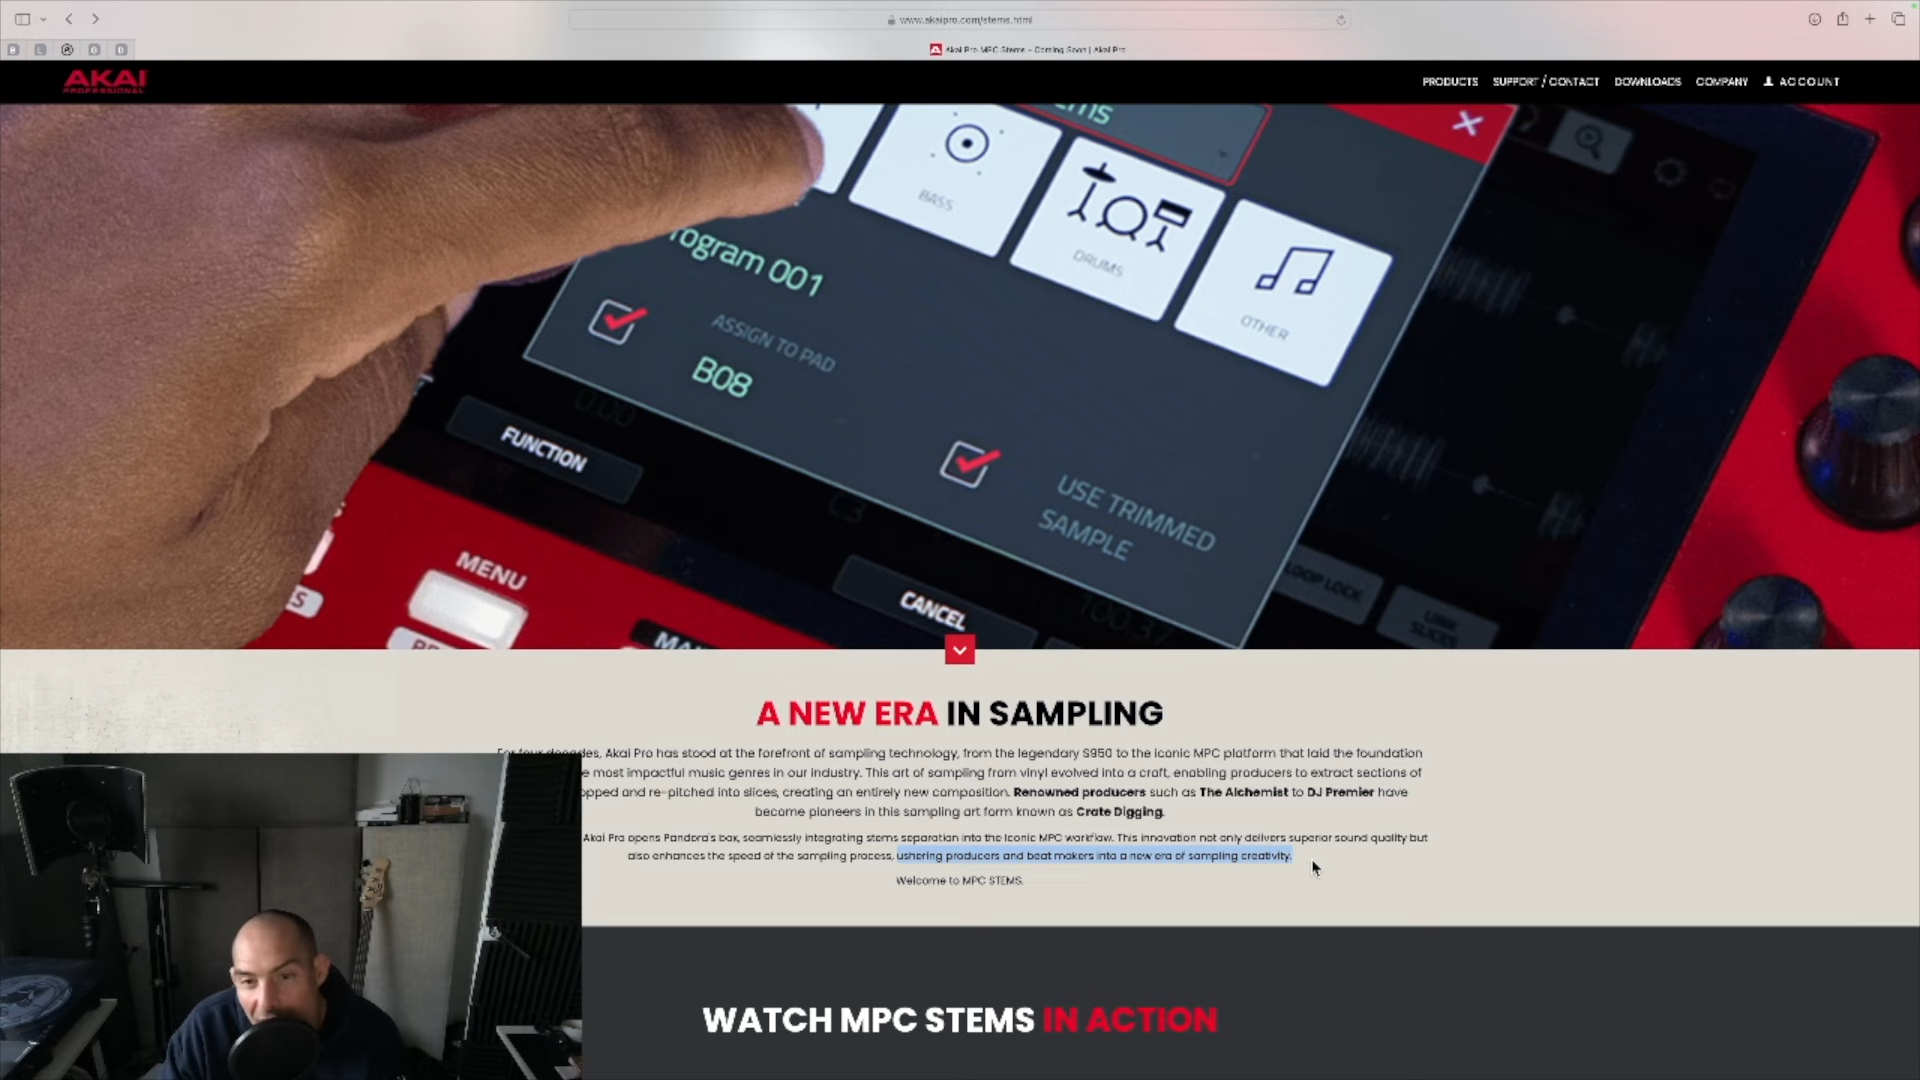 www.akaipro.com/stems.html
Akai Pro MPC Stems - Coming Soon | Akai Pro
AKAI
PROFESSIONAL
PRODUCTS SUPPORT / CONTACT DOWNLOADS COMPANY ACCOUNT
BASS
DRUMS
OTHER
rogram 001
ASSIGN TO PAD
B08
USE TRIMMED
SAMPLE
FUNCTION
MENU
CANCEL
LOOP LOCK
A NEW ERA IN SAMPLING
For four decades, Akai Pro has stood at the forefront of sampling technology, from the legendary S950 to the iconic MPC platform that laid the foundation
e most impactful music genres in our industry. This art of sampling from vinyl evolved into a craft, enabling producers to extract sections of
opped and re-pitched into slices, creating an entirely new composition. Renowned producers such as The Alchemist to DJ Premier have
become pioneers in this sampling art form known as Crate Digging.
Akai Pro opens Pandora's box, seamlessly integrating stems separation into the iconic MPC workflow. This innovation not only delivers superior sound quality but
also enhances the speed of the sampling process, ushering producers and beat makers into a new era of sampling creativity.
Welcome to MPC STEMS.
WATCH MPC STEMS IN ACTION